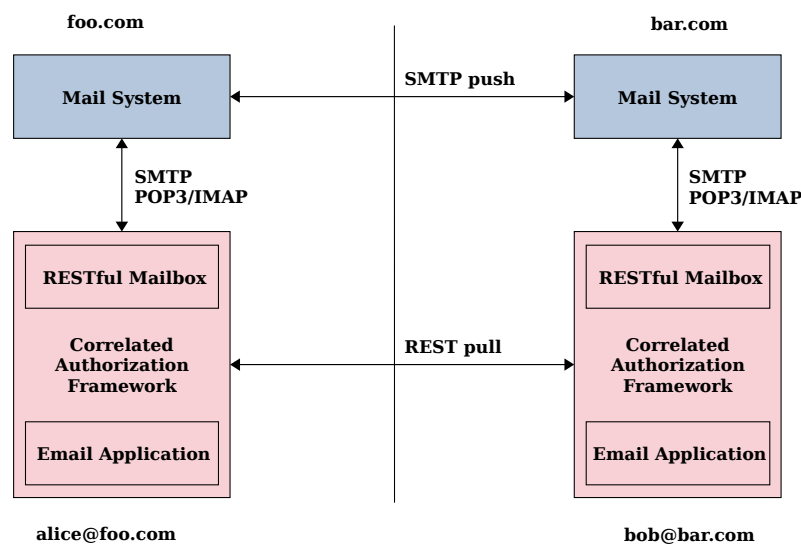 foo.com
bar.com
Mail System
SMTP push
Mail System
SMTP
POP3/IMAP
SMTP
POP3/IMAP
RESTful Mailbox
RESTful Mailbox
Correlated
Authorization
Framework
REST pull
Correlated
Authorization
Framework
Email Application
Email Application
alice@foo.com
bob@bar.com